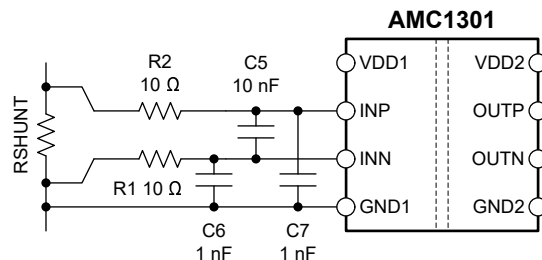 AMC1301
R2
10 Ω
C5
10 nF
VDD1
VDD2
INP
OUTP
RSHUNT
INN
OUTN
R1 10 Ω
GND1
GND2
C6
1 nF
C7
1 nF